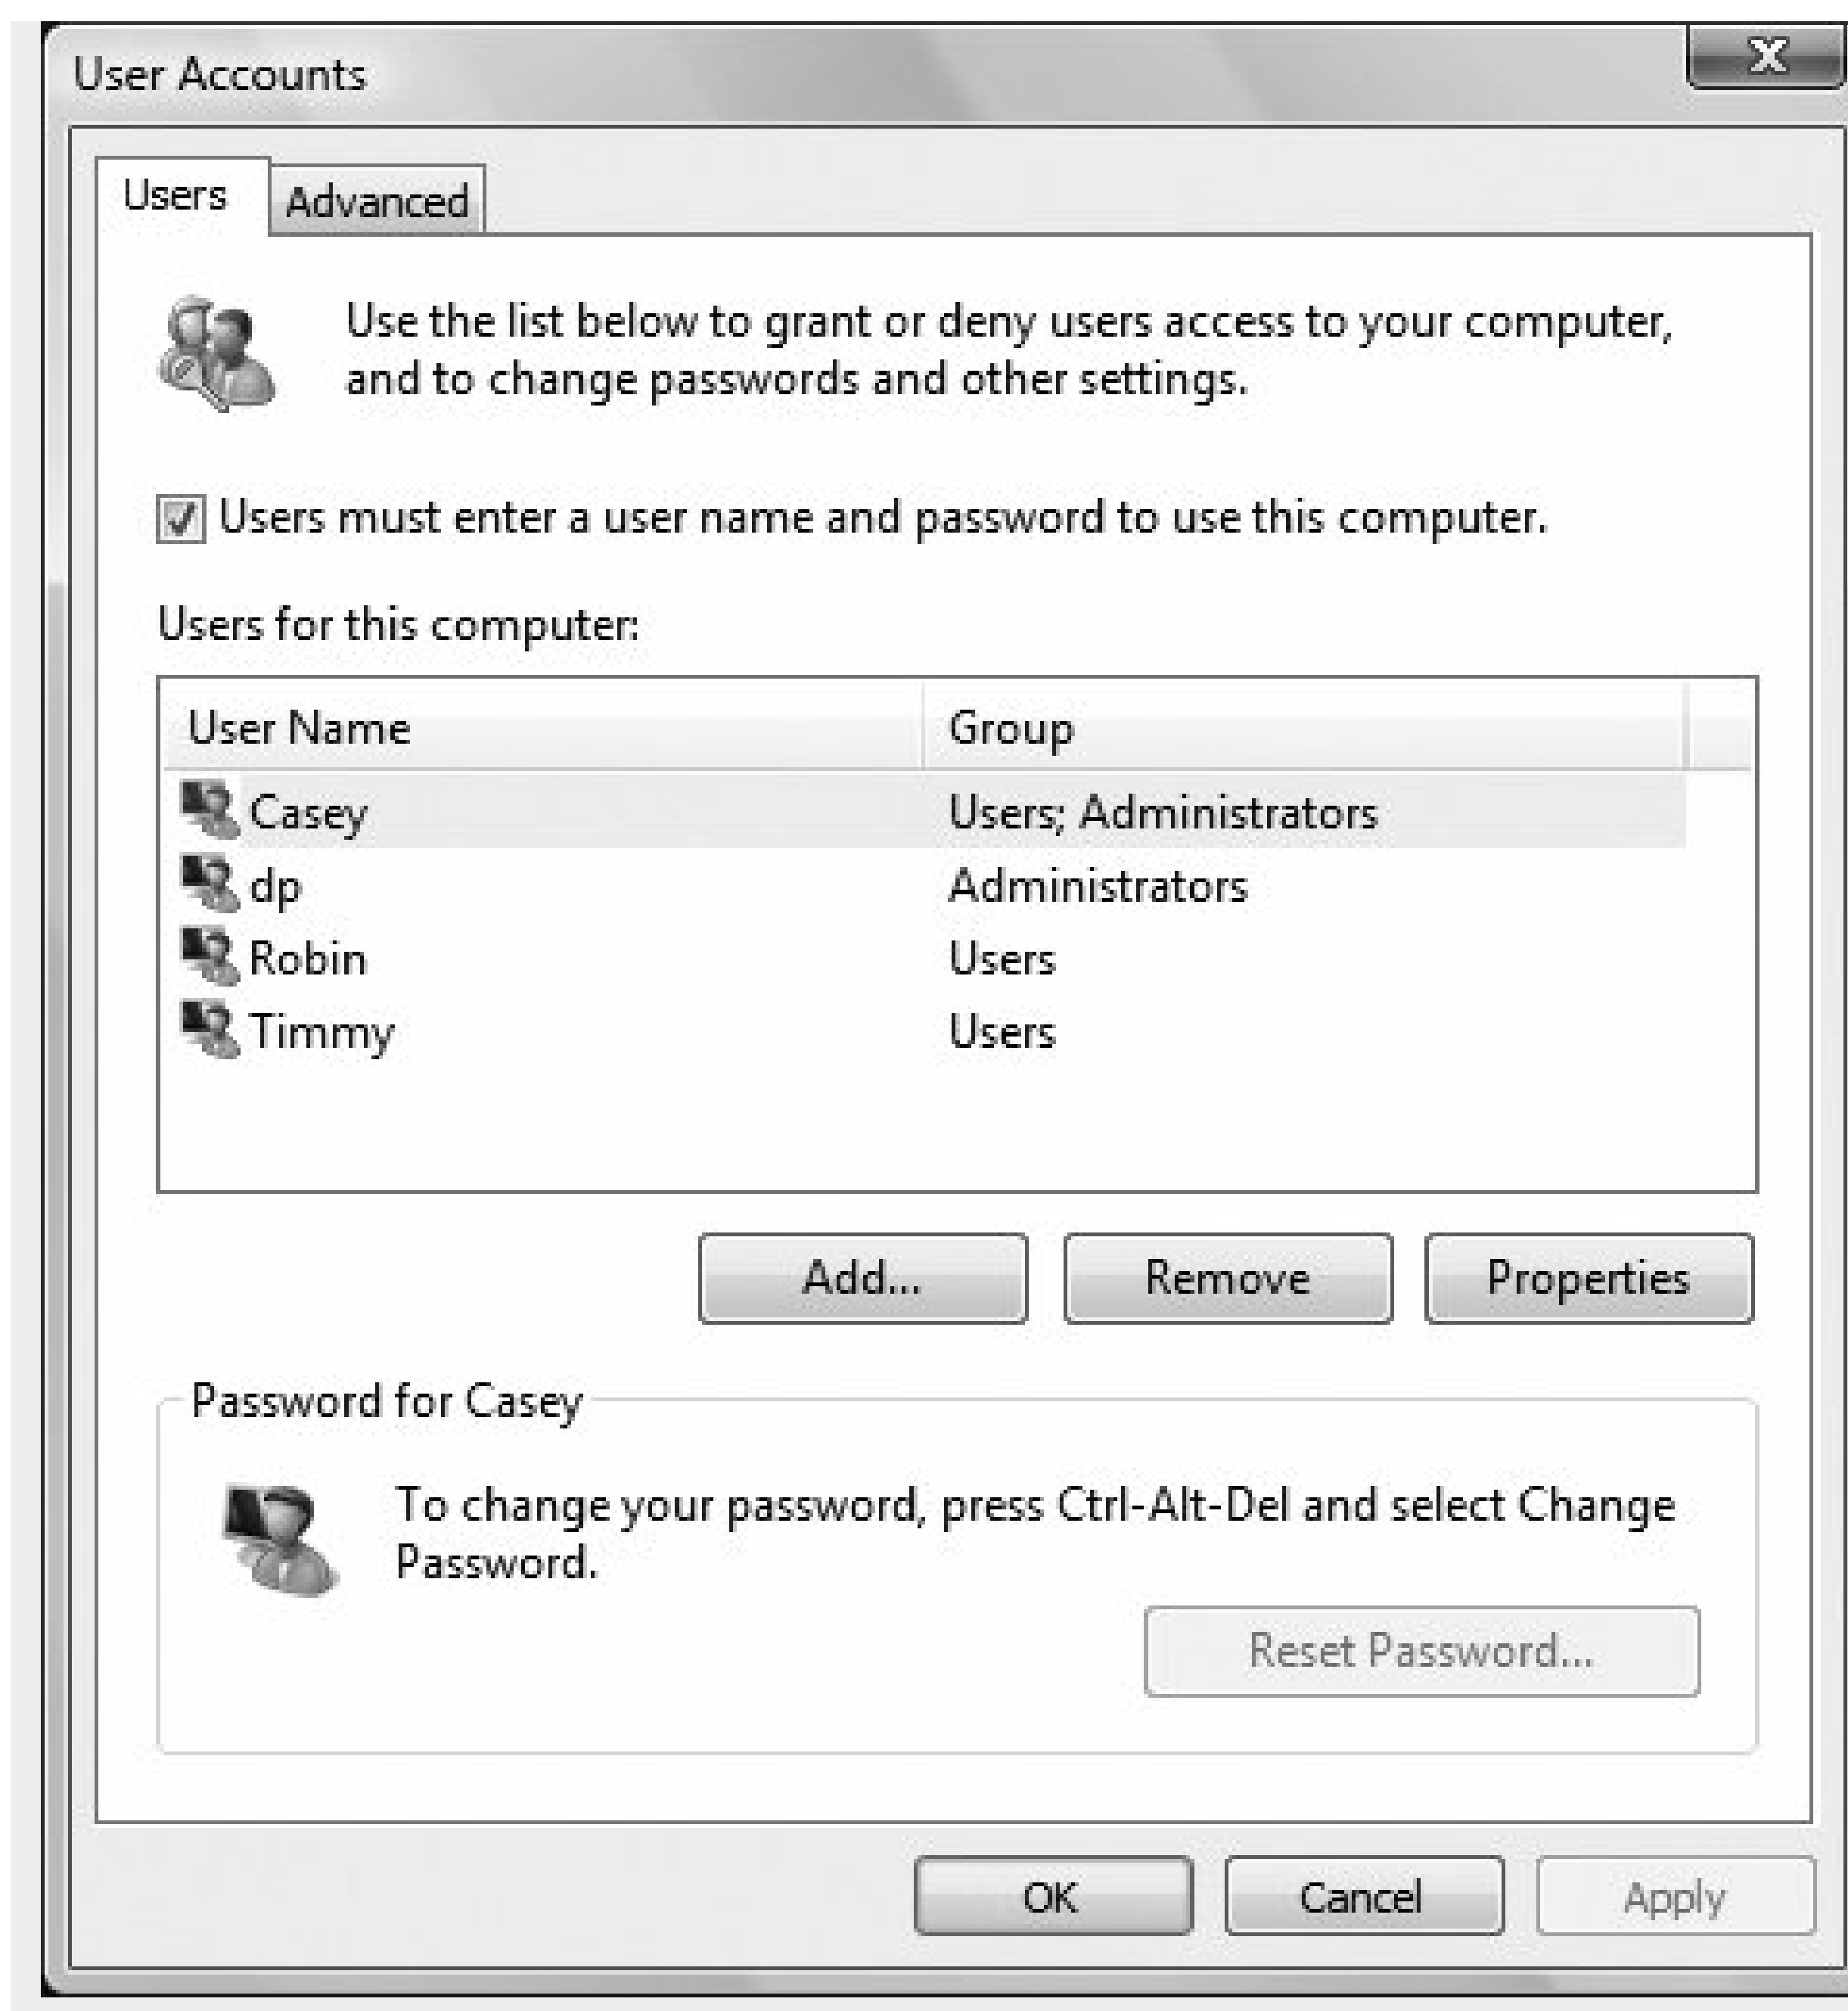 User Accounts
X
Users
Advanced
Use the list below to grant or deny users access to your computer,
and to change passwords and other settings.
Users must enter a user name and password to use this computer.
Users for this computer:
User Name Group
Casey Users; Administrators
dp Administrators
Robin Users
Timmy Users
Add... Remove Properties
Password for Casey
To change your password, press Ctrl-Alt-Del and select Change
Password.
Reset Password...
OK Cancel Apply